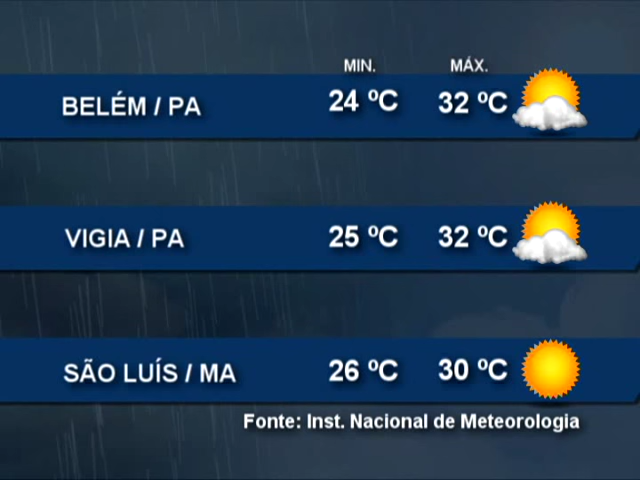 MIN. MÁX.
BELÉM / PA 24 ºC 32 ºC
VIGIA / PA 25 ºC 32 ºC
SÃO LUÍS / MA 26 ºC 30 ºC
Fonte: Inst. Nacional de Meteorologia